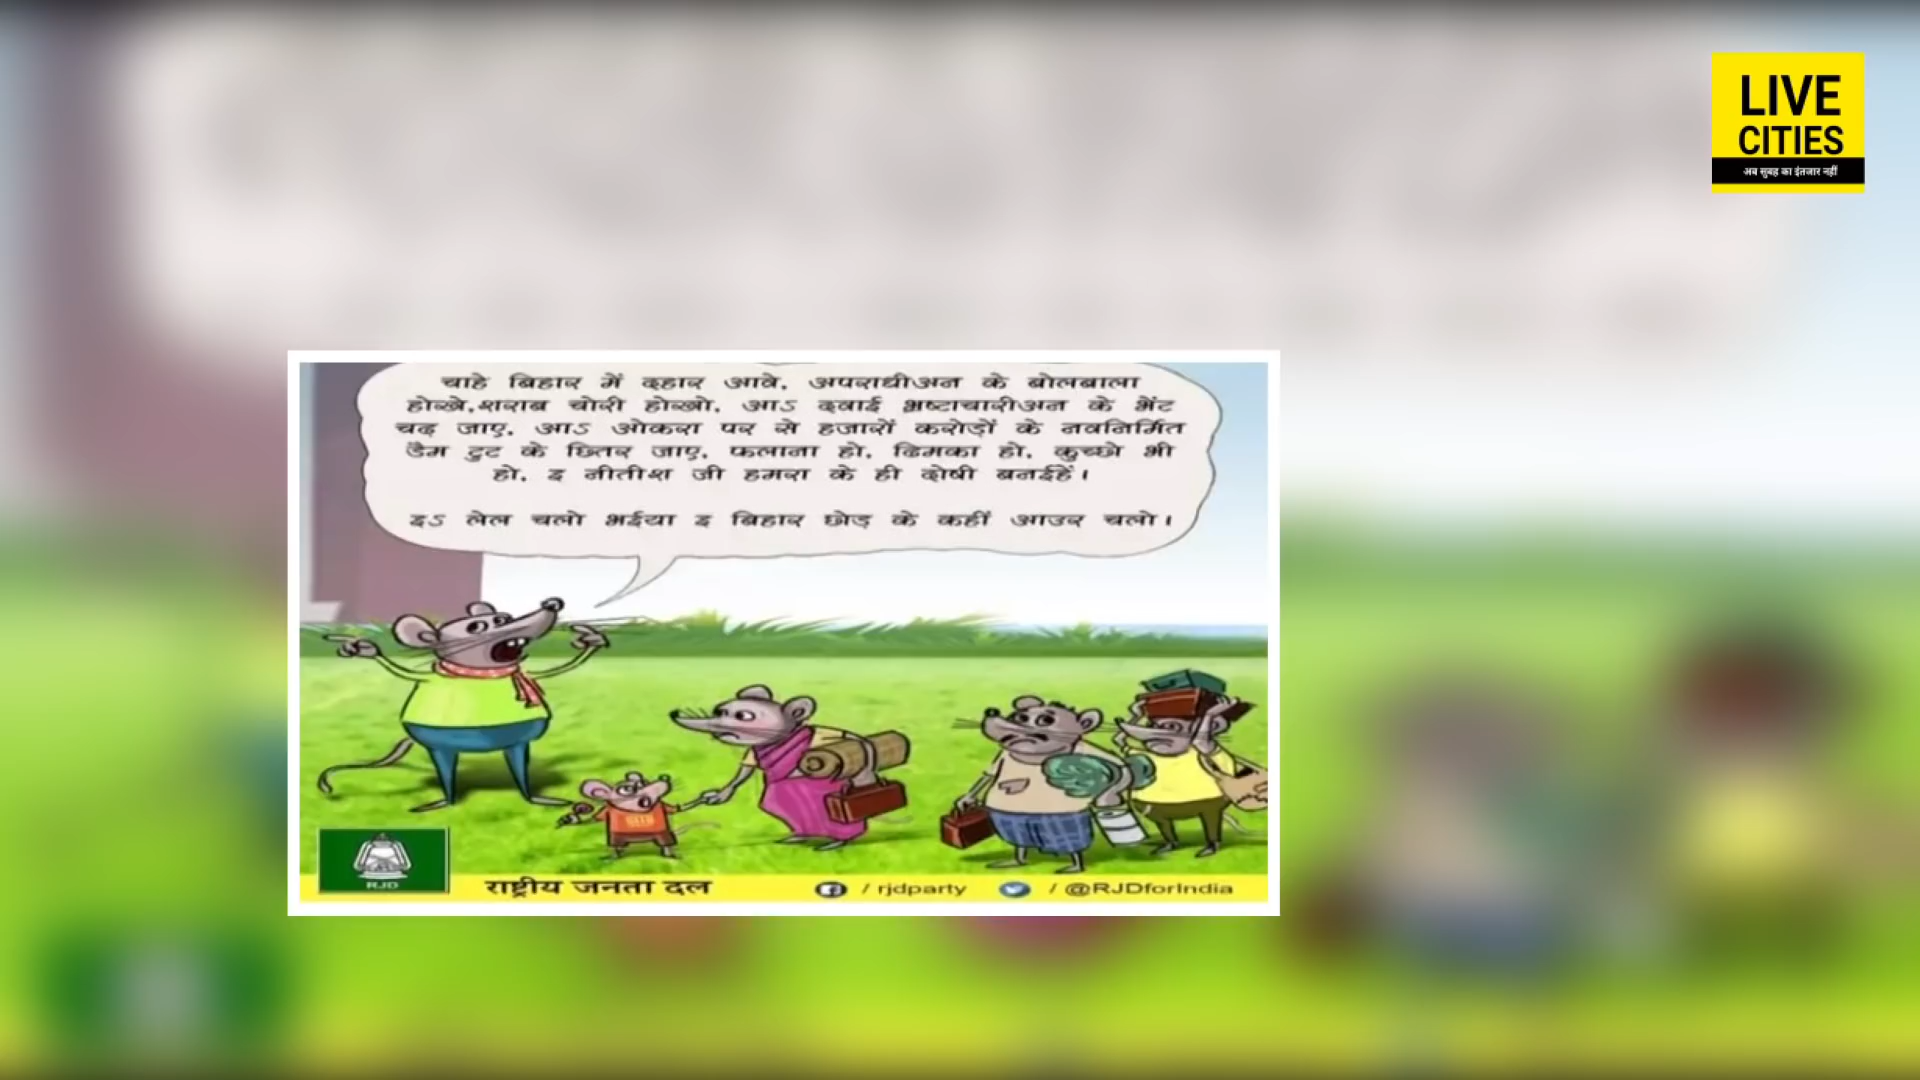 LIVE
CITIES
अब सुबह का इंतजार नहीं
चाहे बिहार में दहार आवे, अपराधीअन के बोलबाला
होखे,शराब चोरी होखो, आऽ दवाई भ्रष्टाचारीअन के भेंट
चढ़ जाए, आऽ ओकरा पर से हजारों करोड़ों के नवनिर्मित
डैम टुट के छितर जाए, फलाना हो, ढिमका हो, कुच्छो भी
हो, इ नीतीश जी हमरा के ही दोषी बनईहें।
इऽ लेल चलो भईया इ बिहार छोड़ के कहीं आउर चलो।
RJD
राष्ट्रीय जनता दल
/ rjdparty
/ @RJDforIndia